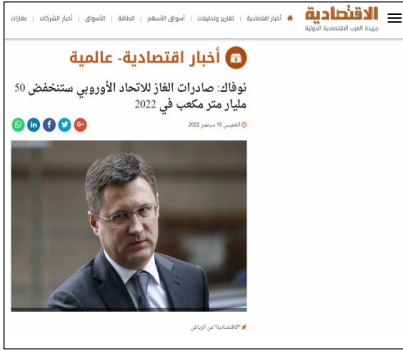 الاقتصادية
جريدة العرب الاقتصادية الدولية
أخبار اقتصادية | تقارير وتحليلات | أسواق الأسهم | الطاقة | الأسواق | أخبار الشركات | عقارات
أخبار اقتصادية- عالمية
نوفاك: صادرات الغاز للاتحاد الأوروبي ستنخفض 50
مليار متر مكعب في 2022
الخميس 15 سبتمبر 2022
"الاقتصادية" من الرياض